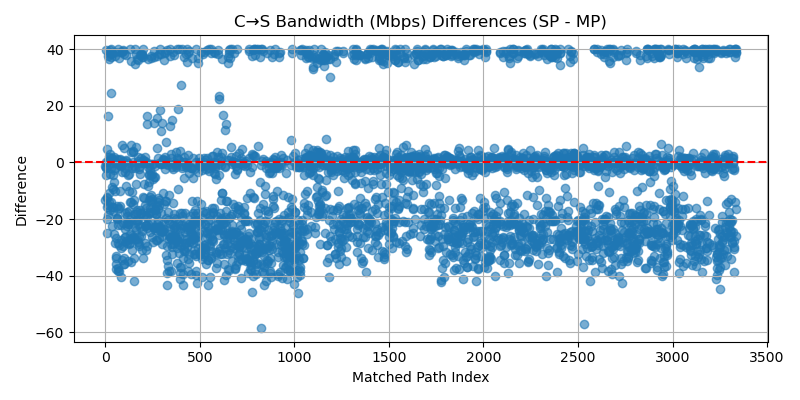 C→S Bandwidth (Mbps) Differences (SP - MP)
40
20
0
−20
−40
−60
Difference
0 500 1000 1500 2000 2500 3000 3500
Matched Path Index